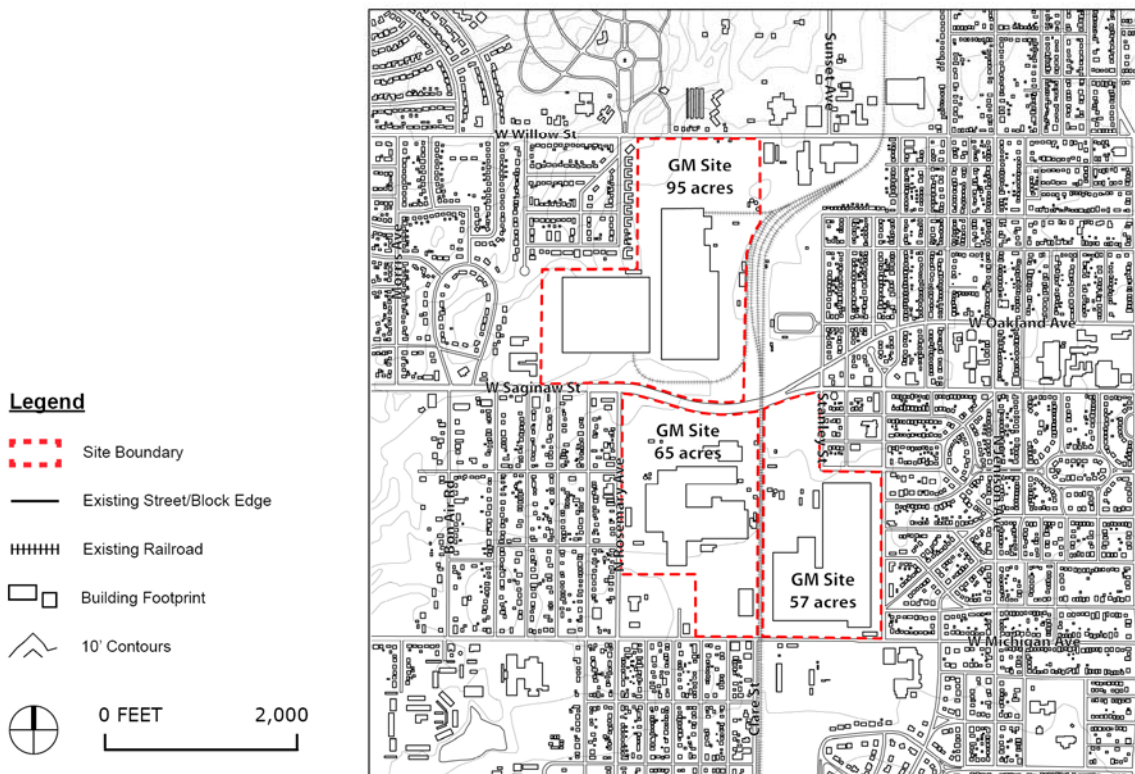 Legend
Site Boundary
Existing Street/Block Edge
Existing Railroad
Building Footprint
10' Contours
0 FEET 2,000
Sunset Ave
W Willow St
GM Site
95 acres
Morris Ave
W Oakland Ave
W Saginaw St
Stanley St
GM Site
65 acres
Bon Air Rd
N Rosemary Ave
GM Site
57 acres
W Michigan Ave
Clare St